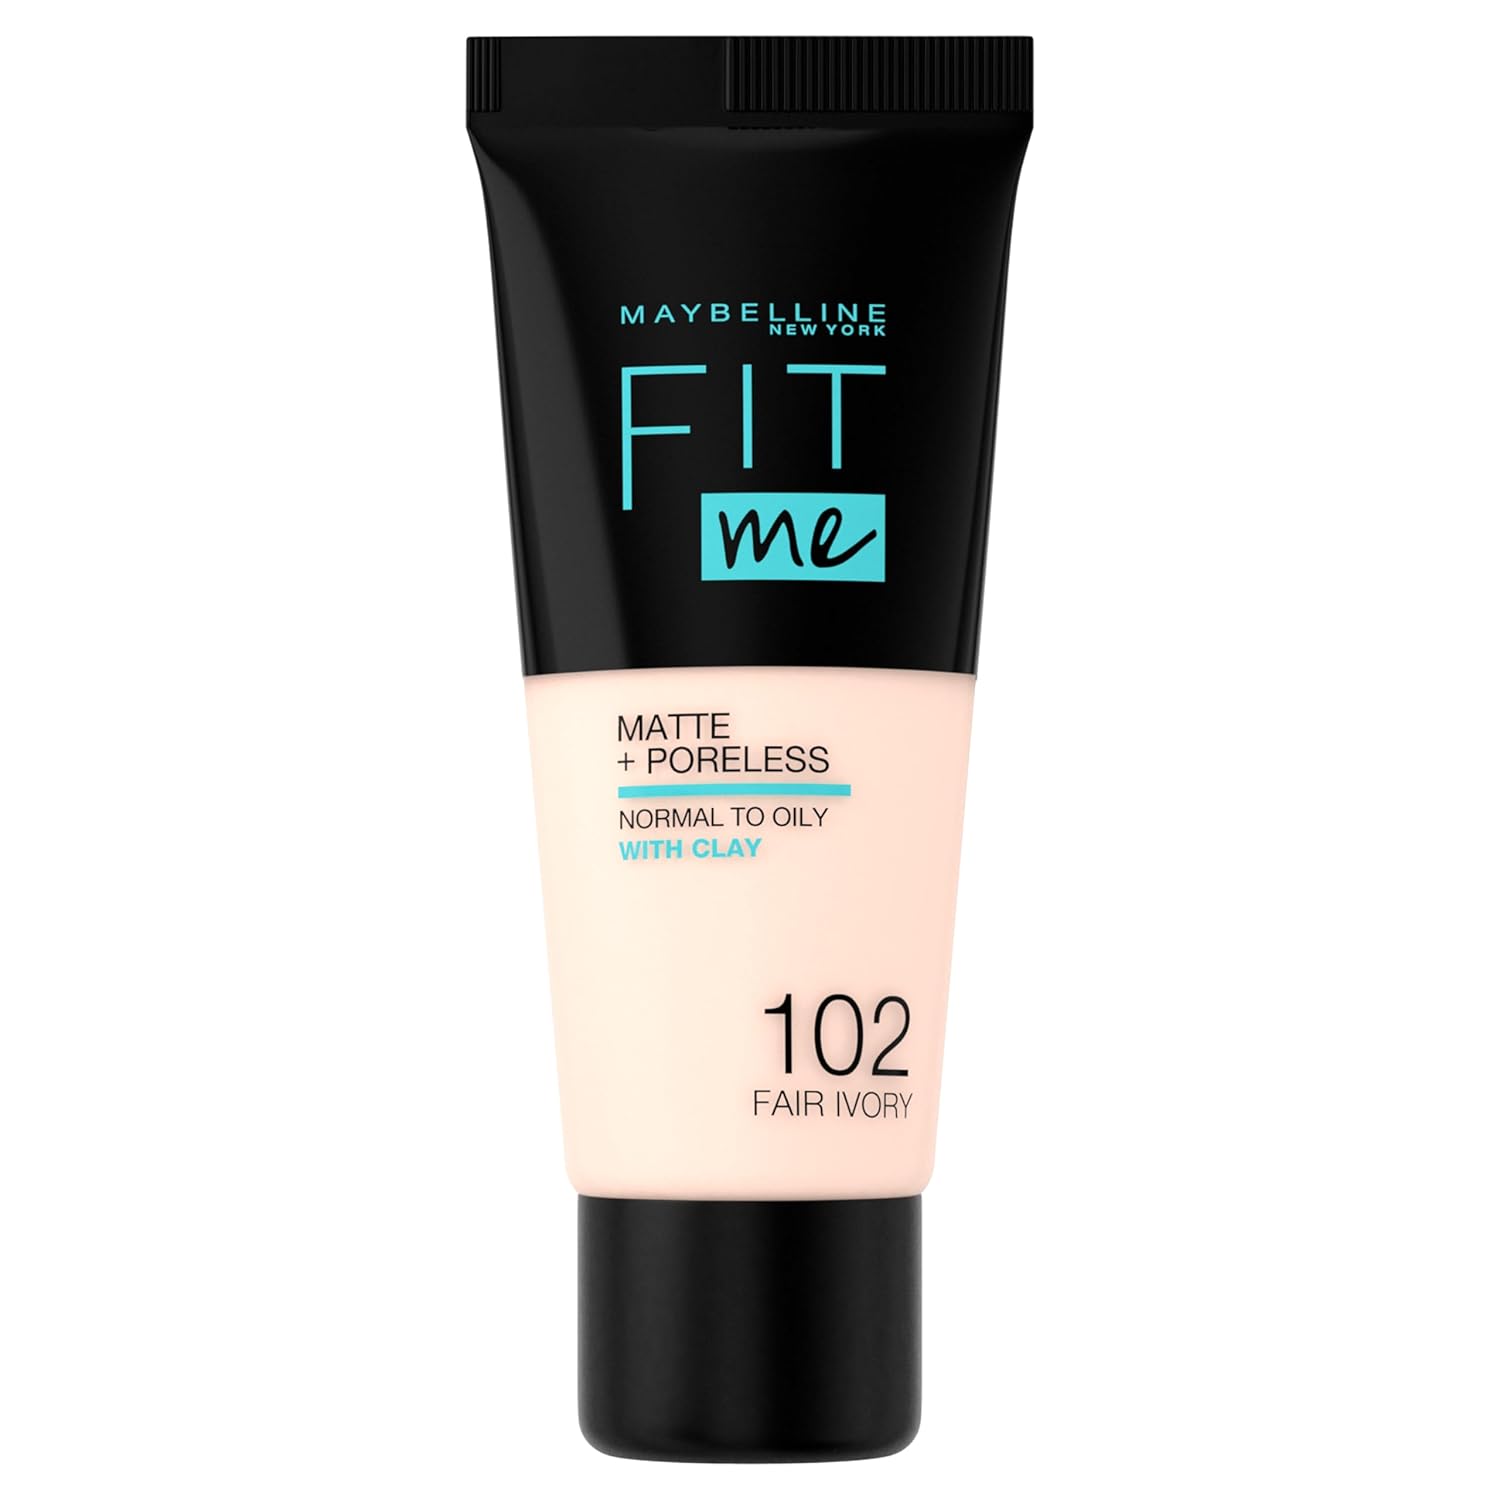 MAYBELLINE
NEW YORK
FIT
me
MATTE
+ PORELESS
NORMAL TO OILY
WITH CLAY
102
FAIR IVORY